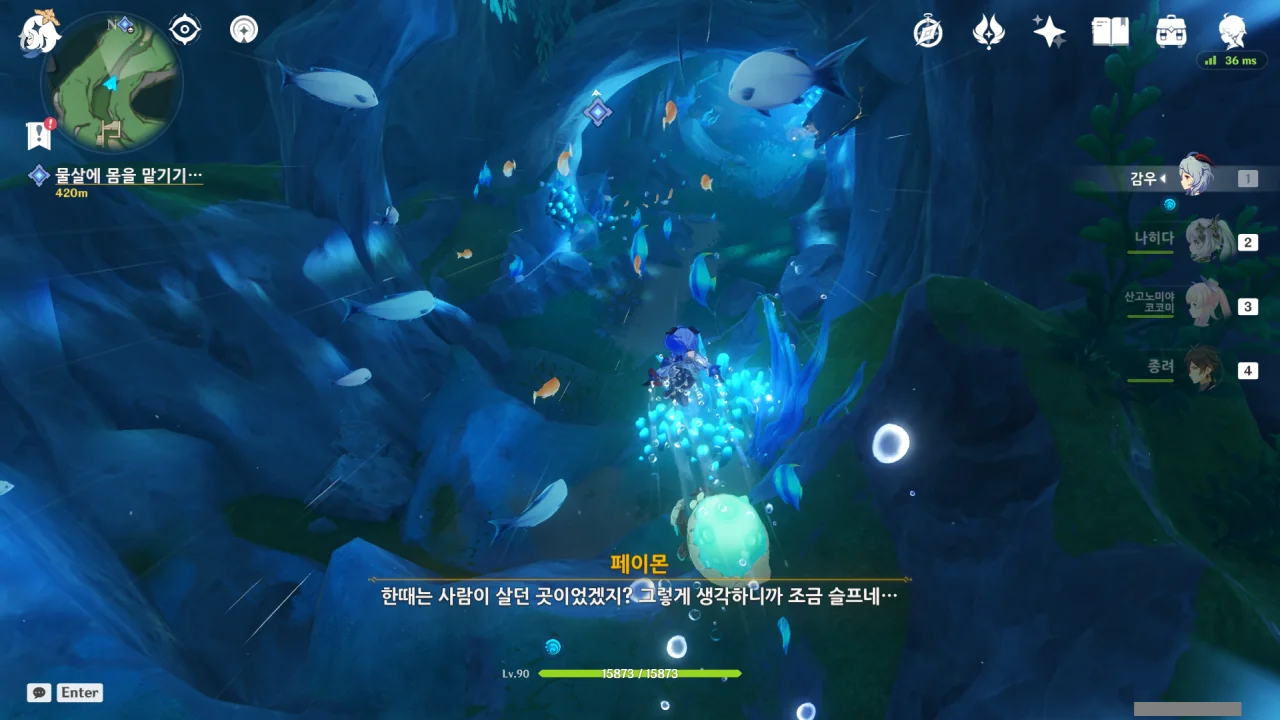 N
36 ms
물살에 몸을 맡기기…
420m
감우
1
나히다
2
산고노미야
코코미
3
종려
4
페이몬
한때는 사람이 살던 곳이었겠지? 그렇게 생각하니까 조금 슬프네…
Lv.90
15873 / 15873
Enter